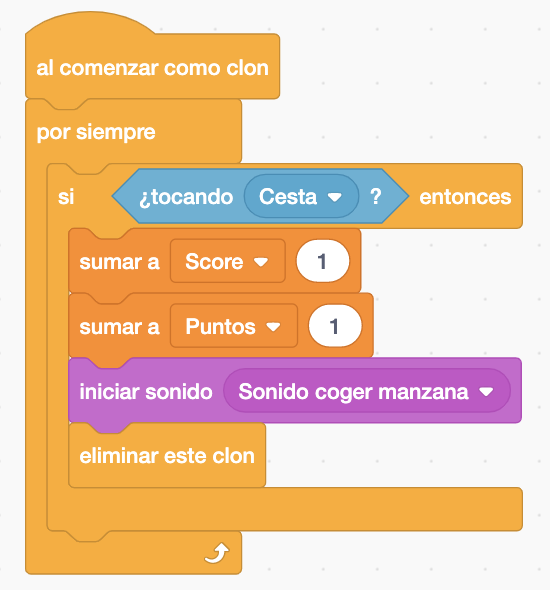 al comenzar como clon
por siempre
si ¿tocando Cesta ? entonces
sumar a Score 1
sumar a Puntos 1
iniciar sonido Sonido coger manzana
eliminar este clon